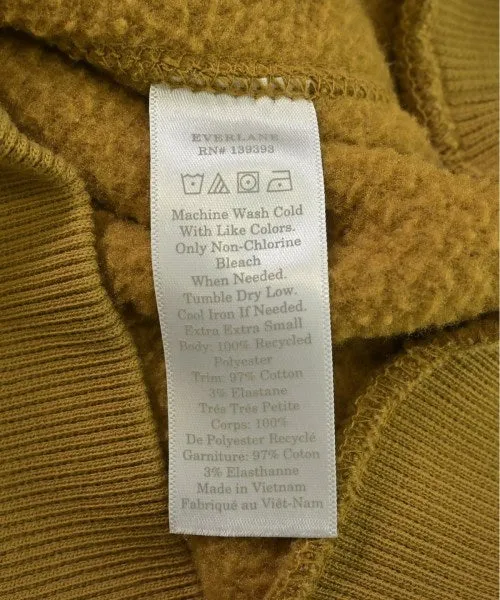 EVERLANE
RN# 139393
Machine Wash Cold
With Like Colors.
Only Non-Chlorine
Bleach
When Needed.
Tumble Dry Low.
Cool Iron If Needed.
Extra Extra Small
Body: 100% Recycled
Polyester
Trim: 97% Cotton
3% Elastane
Trés Trés Petite
Corps: 100%
De Polyester Recyclé
Garniture: 97% Coton
3% Elasthanne
Made in Vietnam
Fabriqué au Viêt-Nam